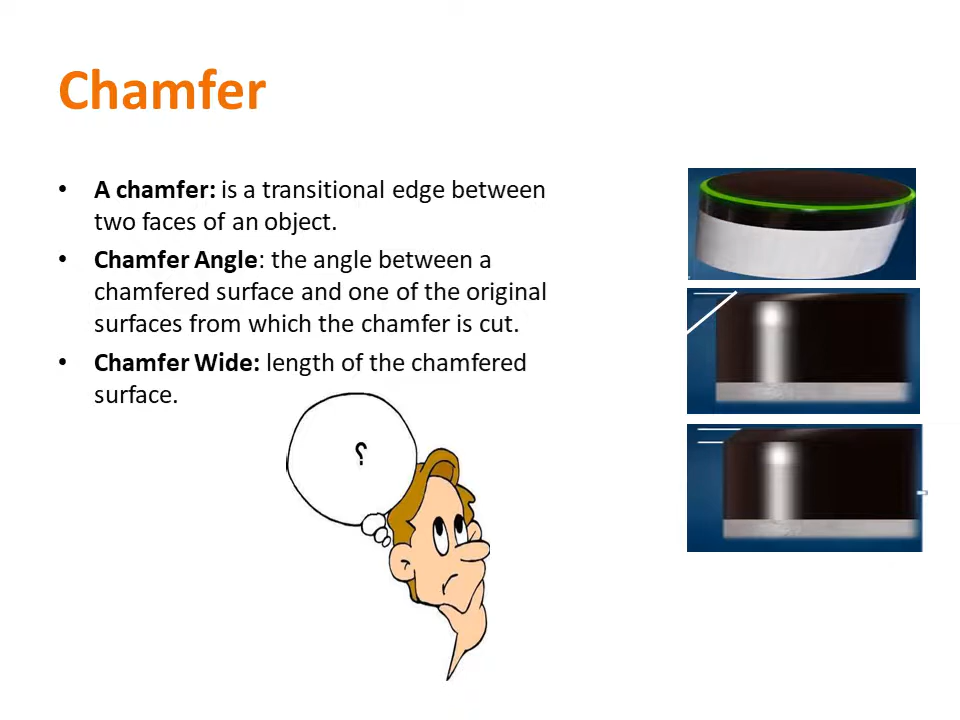 Chamfer
• A chamfer: is a transitional edge between
two faces of an object.
• Chamfer Angle: the angle between a
chamfered surface and one of the original
surfaces from which the chamfer is cut.
• Chamfer Wide: length of the chamfered
surface.
؟